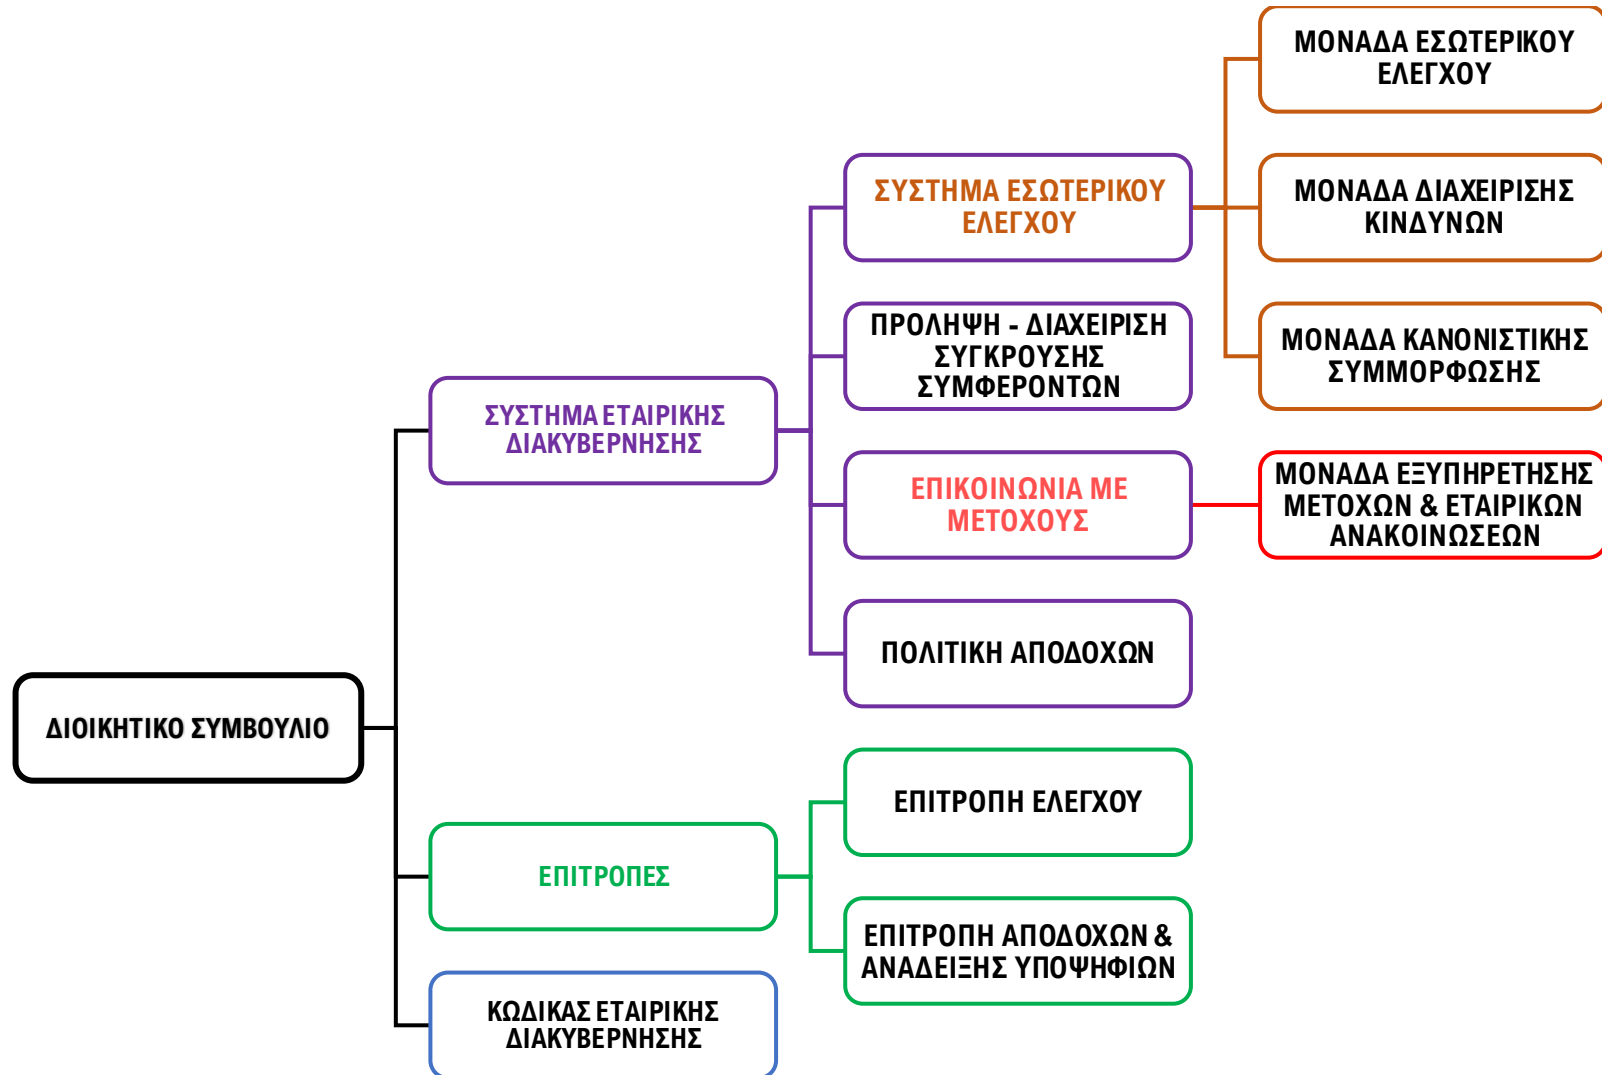 ΜΟΝΑΔΑ ΕΣΩΤΕΡΙΚΟΥ
ΕΛΕΓΧΟΥ
ΣΥΣΤΗΜΑ ΕΣΩΤΕΡΙΚΟΥ
ΕΛΕΓΧΟΥ
ΜΟΝΑΔΑ ΔΙΑΧΕΙΡΙΣΗΣ
ΚΙΝΔΥΝΩΝ
ΠΡΟΛΗΨΗ - ΔΙΑΧΕΙΡΙΣΗ
ΣΥΓΚΡΟΥΣΗΣ
ΣΥΜΦΕΡΟΝΤΩΝ
ΜΟΝΑΔΑ ΚΑΝΟΝΙΣΤΙΚΗΣ
ΣΥΜΜΟΡΦΩΣΗΣ
ΣΥΣΤΗΜΑ ΕΤΑΙΡΙΚΗΣ
ΔΙΑΚΥΒΕΡΝΗΣΗΣ
ΕΠΙΚΟΙΝΩΝΙΑ ΜΕ
ΜΕΤΟΧΟΥΣ
ΜΟΝΑΔΑ ΕΞΥΠΗΡΕΤΗΣΗΣ
ΜΕΤΟΧΩΝ & ΕΤΑΙΡΙΚΩΝ
ΑΝΑΚΟΙΝΩΣΕΩΝ
ΠΟΛΙΤΙΚΗ ΑΠΟΔΟΧΩΝ
ΔΙΟΙΚΗΤΙΚΟ ΣΥΜΒΟΥΛΙΟ
ΕΠΙΤΡΟΠΗ ΕΛΕΓΧΟΥ
ΕΠΙΤΡΟΠΕΣ
ΕΠΙΤΡΟΠΗ ΑΠΟΔΟΧΩΝ &
ΑΝΑΔΕΙΞΗΣ ΥΠΟΨΗΦΙΩΝ
ΚΩΔΙΚΑΣ ΕΤΑΙΡΙΚΗΣ
ΔΙΑΚΥΒΕΡΝΗΣΗΣ